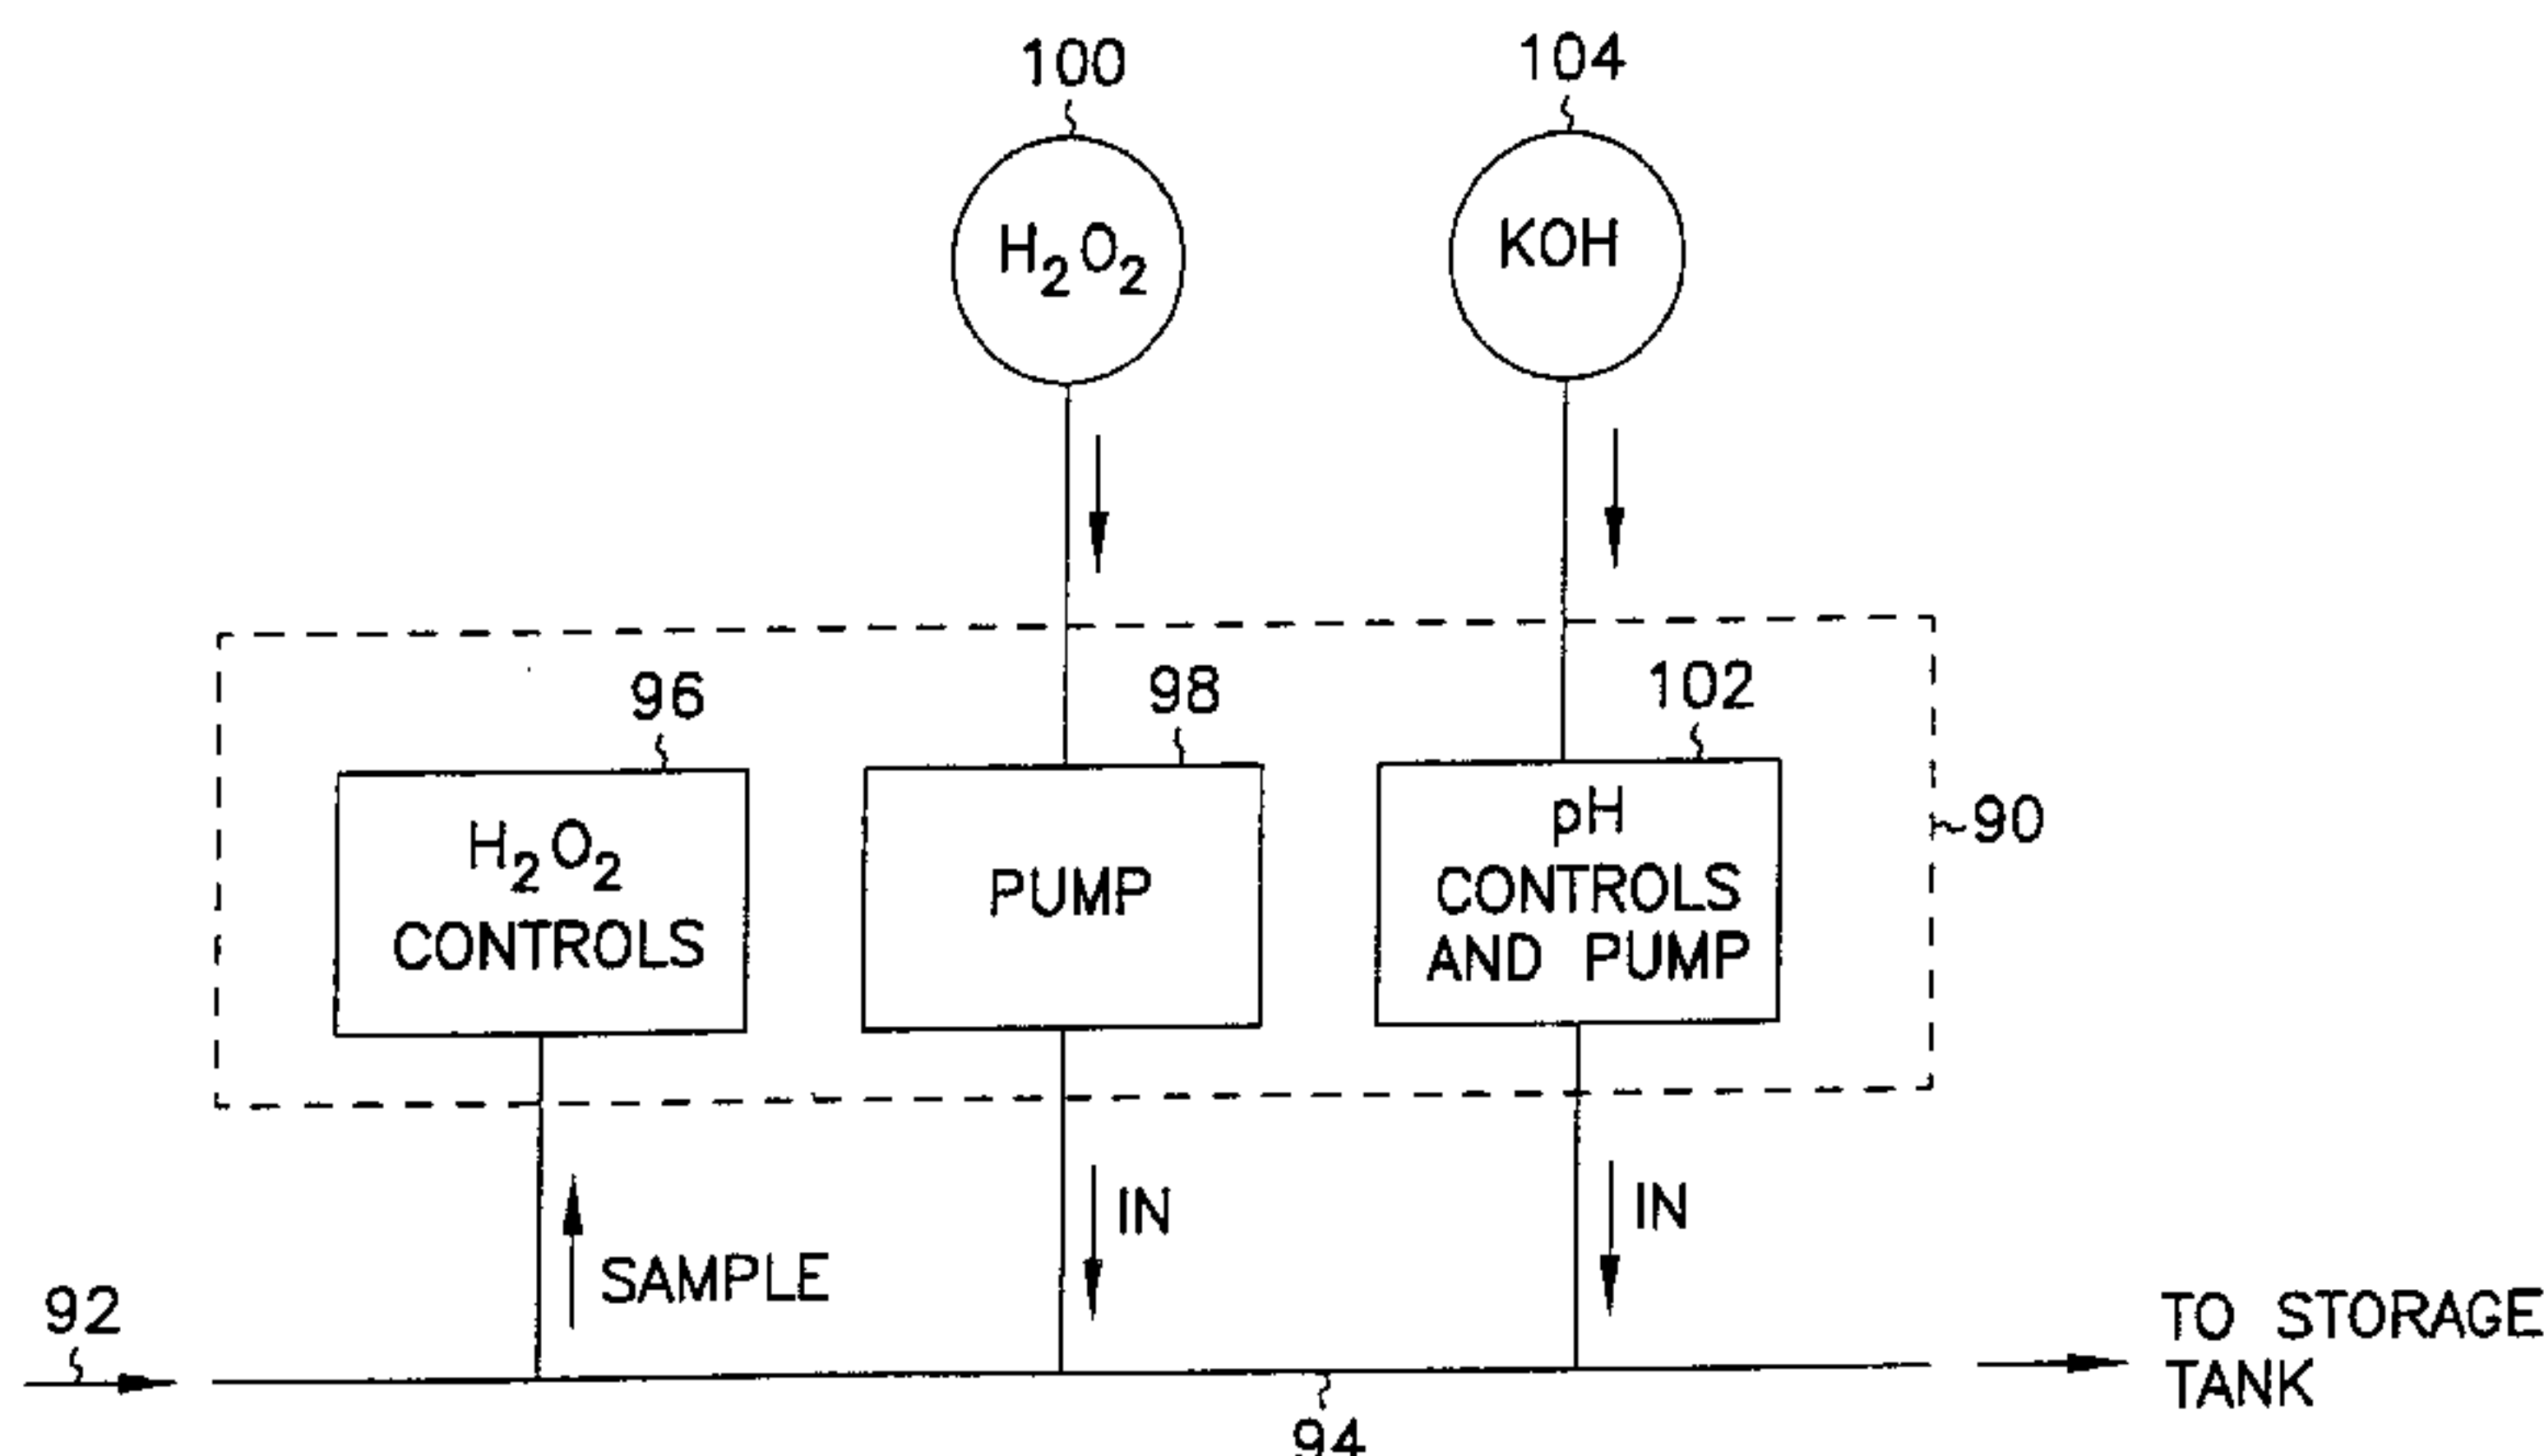 100
104
H₂O₂
KOH
96
98
102
H₂O₂
CONTROLS
PUMP
pH
CONTROLS
AND PUMP
90
SAMPLE
IN
IN
92
94
TO STORAGE
TANK